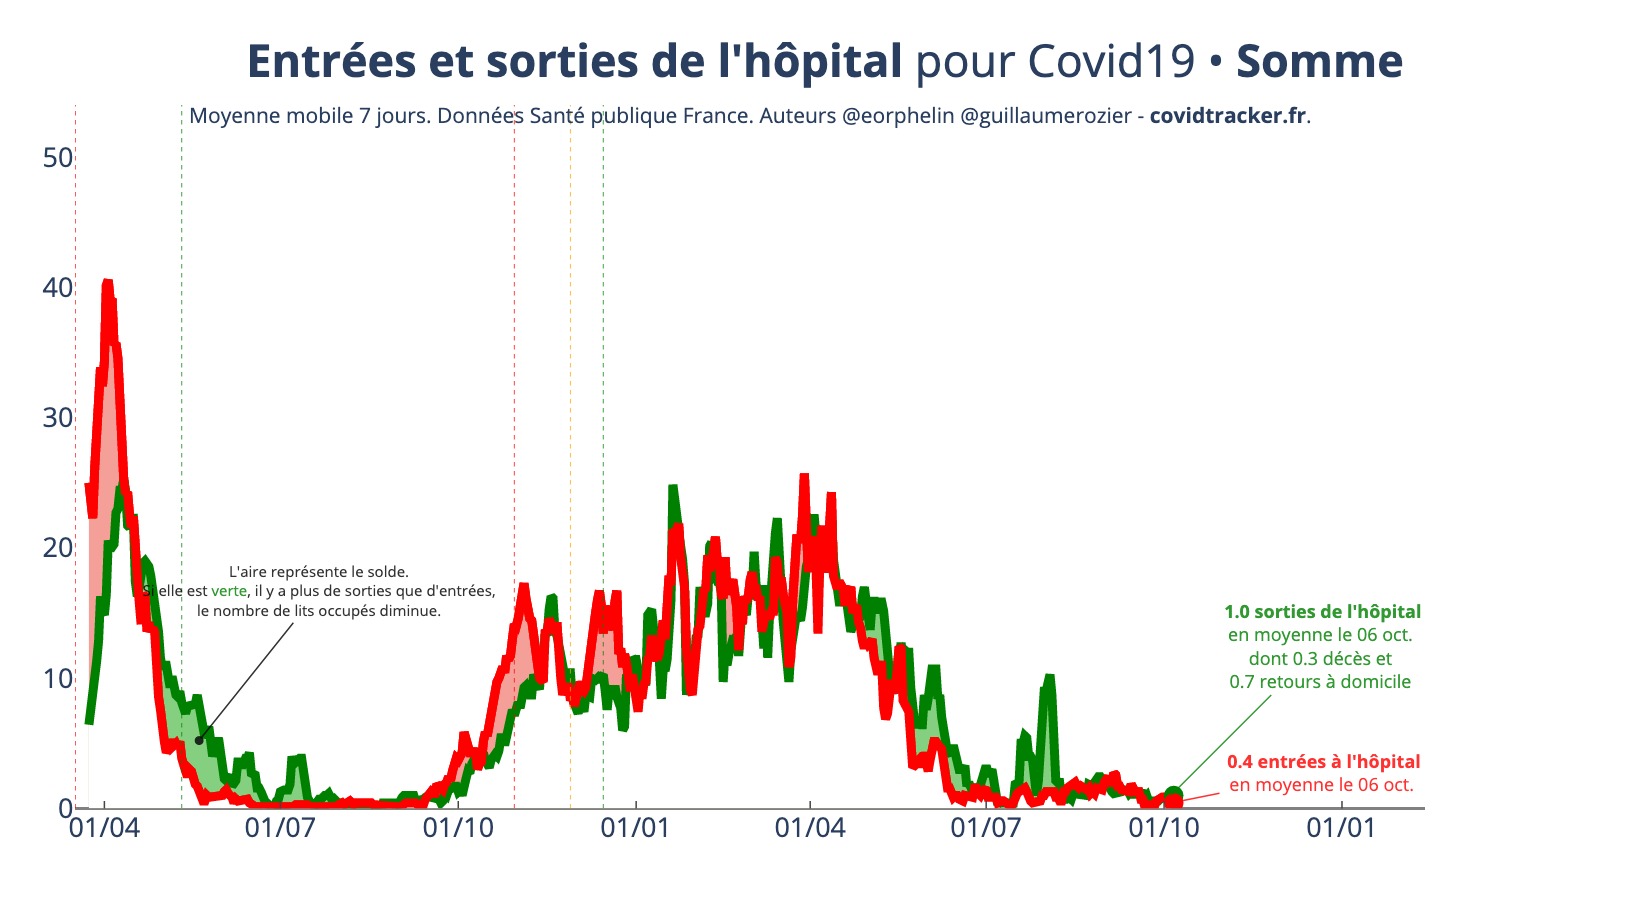 Entrées et sorties de l'hôpital pour Covid19 • Somme
Moyenne mobile 7 jours. Données Santé publique France. Auteurs @eorphelin @guillaumerozier - covidtracker.fr.
50
40
30
20
10
0
L'aire représente le solde.
Si elle est verte, il y a plus de sorties que d'entrées,
le nombre de lits occupés diminue.
1.0 sorties de l'hôpital
en moyenne le 06 oct.
dont 0.3 décès et
0.7 retours à domicile
0.4 entrées à l'hôpital
en moyenne le 06 oct.
01/04 01/07 01/10 01/01 01/04 01/07 01/10 01/01